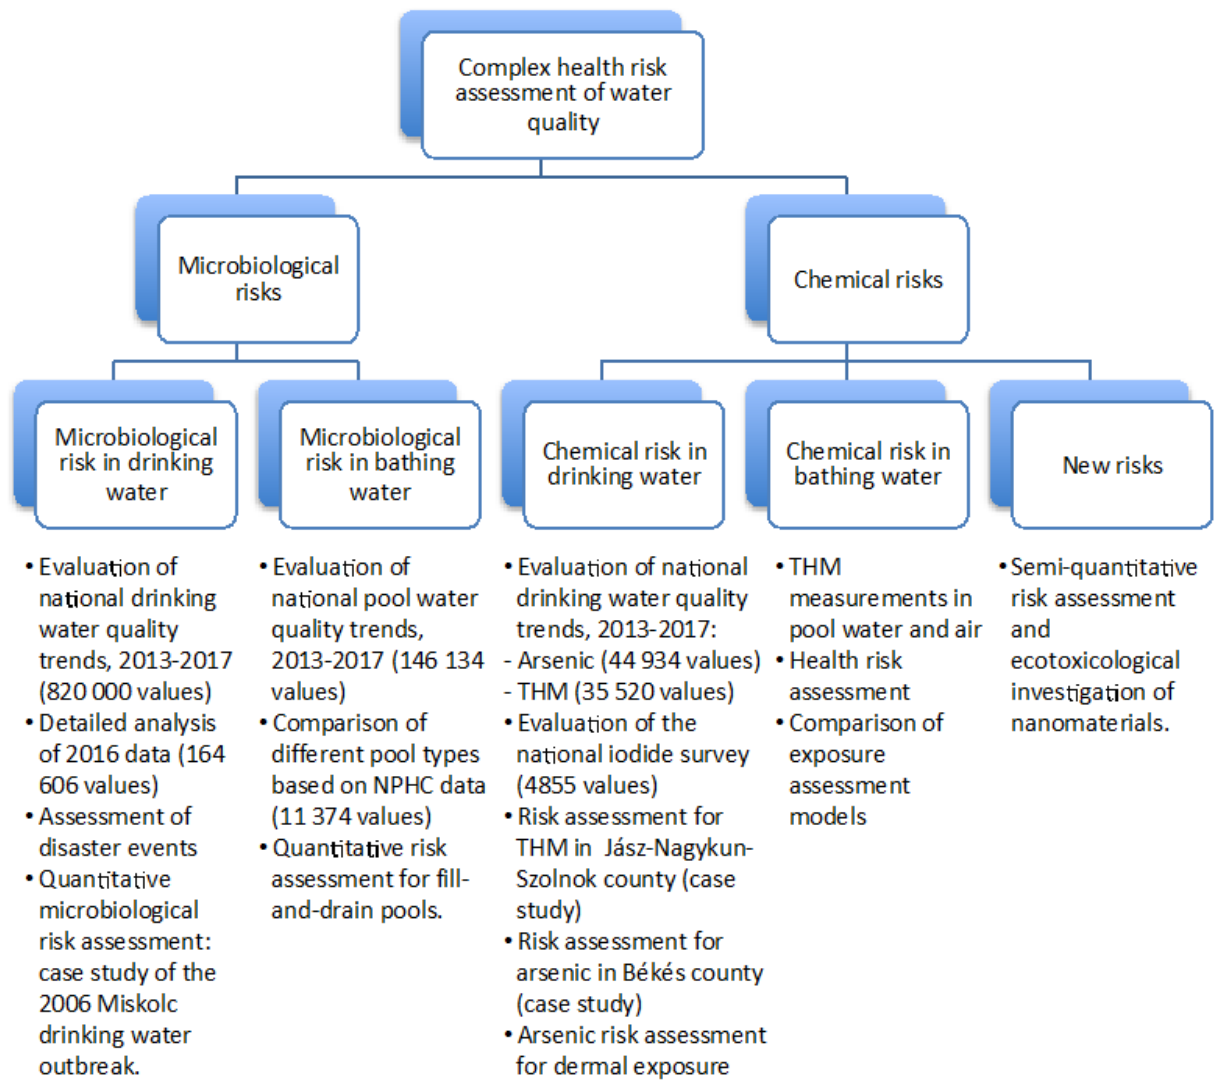 Complex health risk
assessment of water
quality
Microbiological
risks
Chemical risks
Microbiological
risk in drinking
water
Microbiological
risk in bathing
water
Chemical risk in
drinking water
Chemical risk in
bathing water
New risks
• Evaluation of
national drinking
water quality
trends, 2013-2017
(820 000 values)
• Detailed analysis
of 2016 data (164
606 values)
• Assessment of
disaster events
• Quantitative
microbiological
risk assessment:
case study of the
2006 Miskolc
drinking water
outbreak.
• Evaluation of
national pool water
quality trends,
2013-2017 (146 134
values)
• Comparison of
different pool types
based on NPHC data
(11 374 values)
• Quantitative risk
assessment for fill-
and-drain pools.
• Evaluation of national
drinking water quality
trends, 2013-2017:
- Arsenic (44 934 values)
- THM (35 520 values)
• Evaluation of the
national iodide survey
(4855 values)
• Risk assessment for
THM in Jász-Nagykun-
Szolnok county (case
study)
• Risk assessment for
arsenic in Békés county
(case study)
• Arsenic risk assessment
for dermal exposure
• THM
measurements in
pool water and air
• Health risk
assessment
• Comparison of
exposure
assessment
models
• Semi-quantitative
risk assessment
and
ecotoxicological
investigation of
nanomaterials.